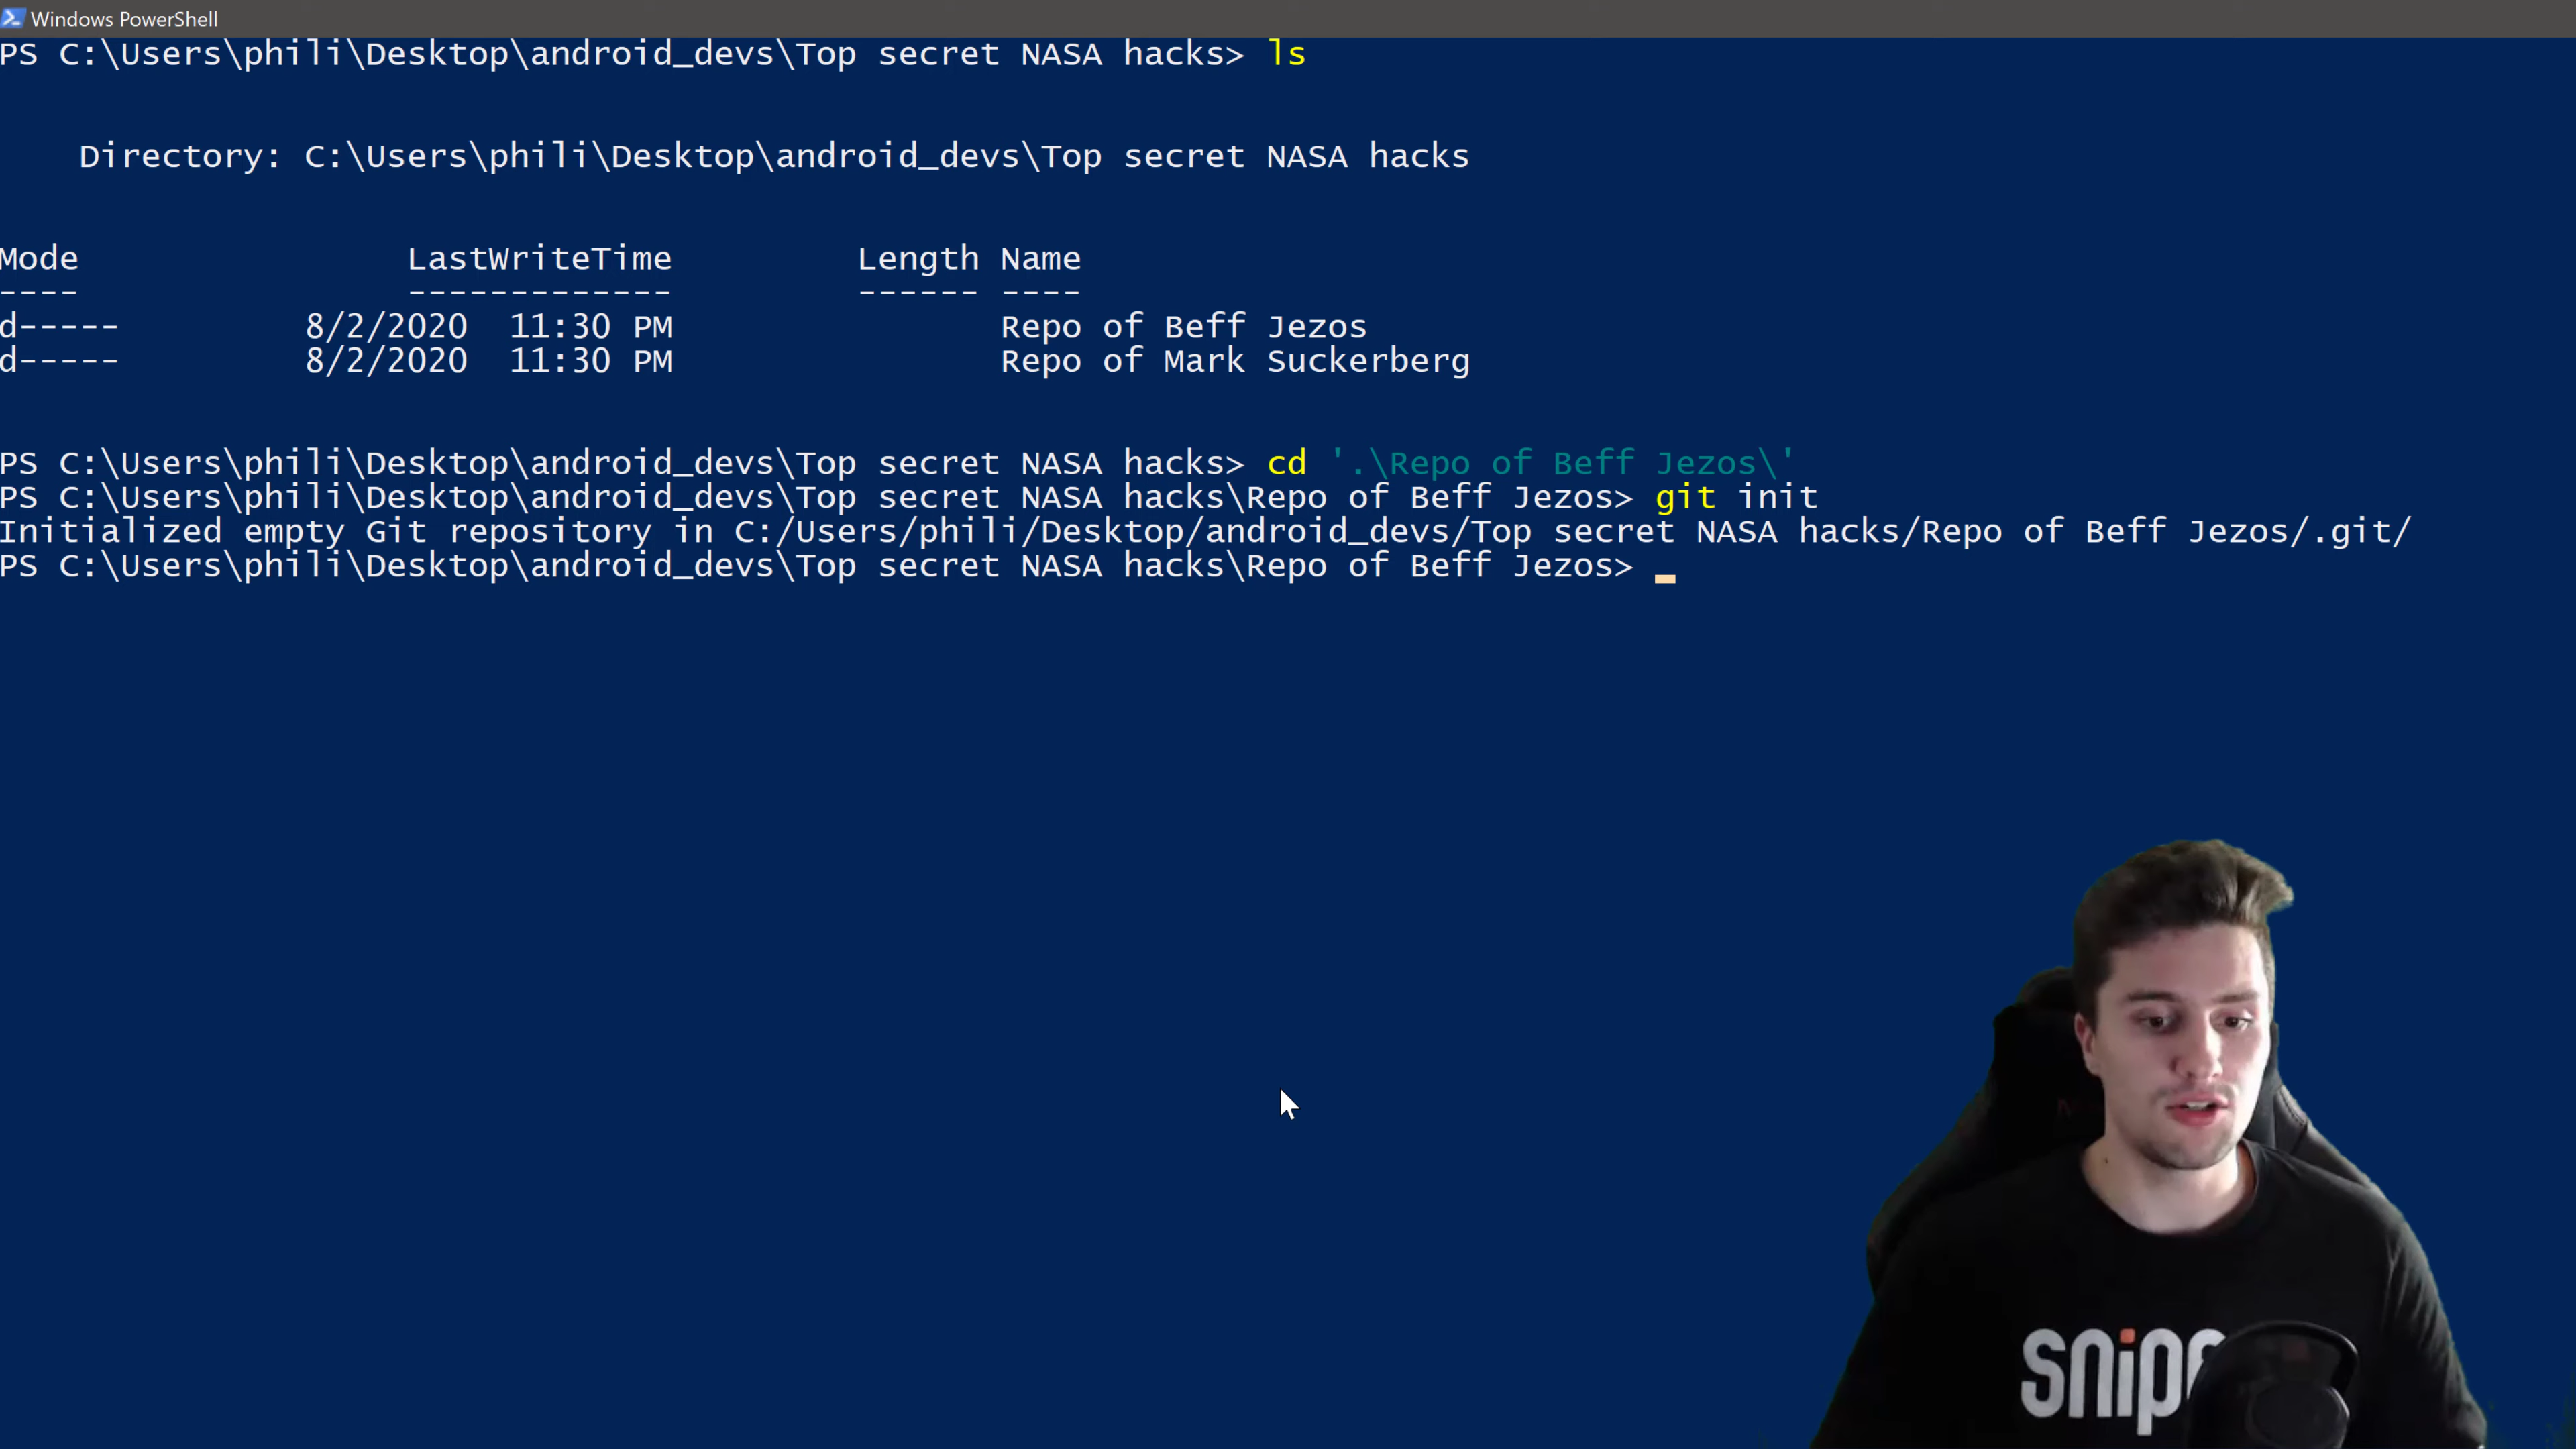 Windows PowerShell
PS C:\Users\phili\Desktop\android_devs\Top secret NASA hacks> ls
Directory: C:\Users\phili\Desktop\android_devs\Top secret NASA hacks
Mode LastWriteTime Length Name
---- ------------- ------ ----
d----- 8/2/2020 11:30 PM Repo of Beff Jezos
d----- 8/2/2020 11:30 PM Repo of Mark Suckerberg
PS C:\Users\phili\Desktop\android_devs\Top secret NASA hacks> cd '.\Repo of Beff Jezos\'
PS C:\Users\phili\Desktop\android_devs\Top secret NASA hacks\Repo of Beff Jezos> git init
Initialized empty Git repository in C:/Users/phili/Desktop/android_devs/Top secret NASA hacks/Repo of Beff Jezos/.git/
PS C:\Users\phili\Desktop\android_devs\Top secret NASA hacks\Repo of Beff Jezos>